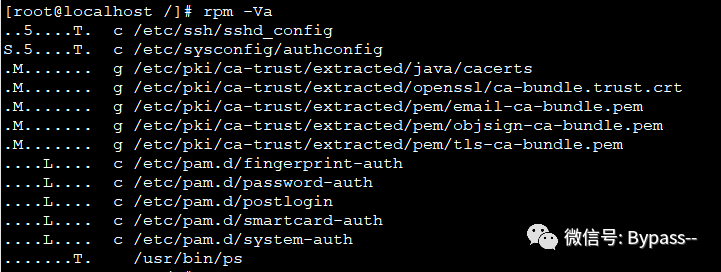 [root@localhost /]# rpm -Va
..5....T.  c /etc/ssh/sshd_config
S.5....T.  c /etc/sysconfig/authconfig
.M.......  g /etc/pki/ca-trust/extracted/java/cacerts
.M.......  g /etc/pki/ca-trust/extracted/openssl/ca-bundle.trust.crt
.M.......  g /etc/pki/ca-trust/extracted/pem/email-ca-bundle.pem
.M.......  g /etc/pki/ca-trust/extracted/pem/objsign-ca-bundle.pem
.M.......  g /etc/pki/ca-trust/extracted/pem/tls-ca-bundle.pem
....L....  c /etc/pam.d/fingerprint-auth
....L....  c /etc/pam.d/password-auth
....L....  c /etc/pam.d/postlogin
....L....  c /etc/pam.d/smartcard-auth
....L....  c /etc/pam.d/system-auth
.......T.    /usr/bin/ps
微信号: Bypass--